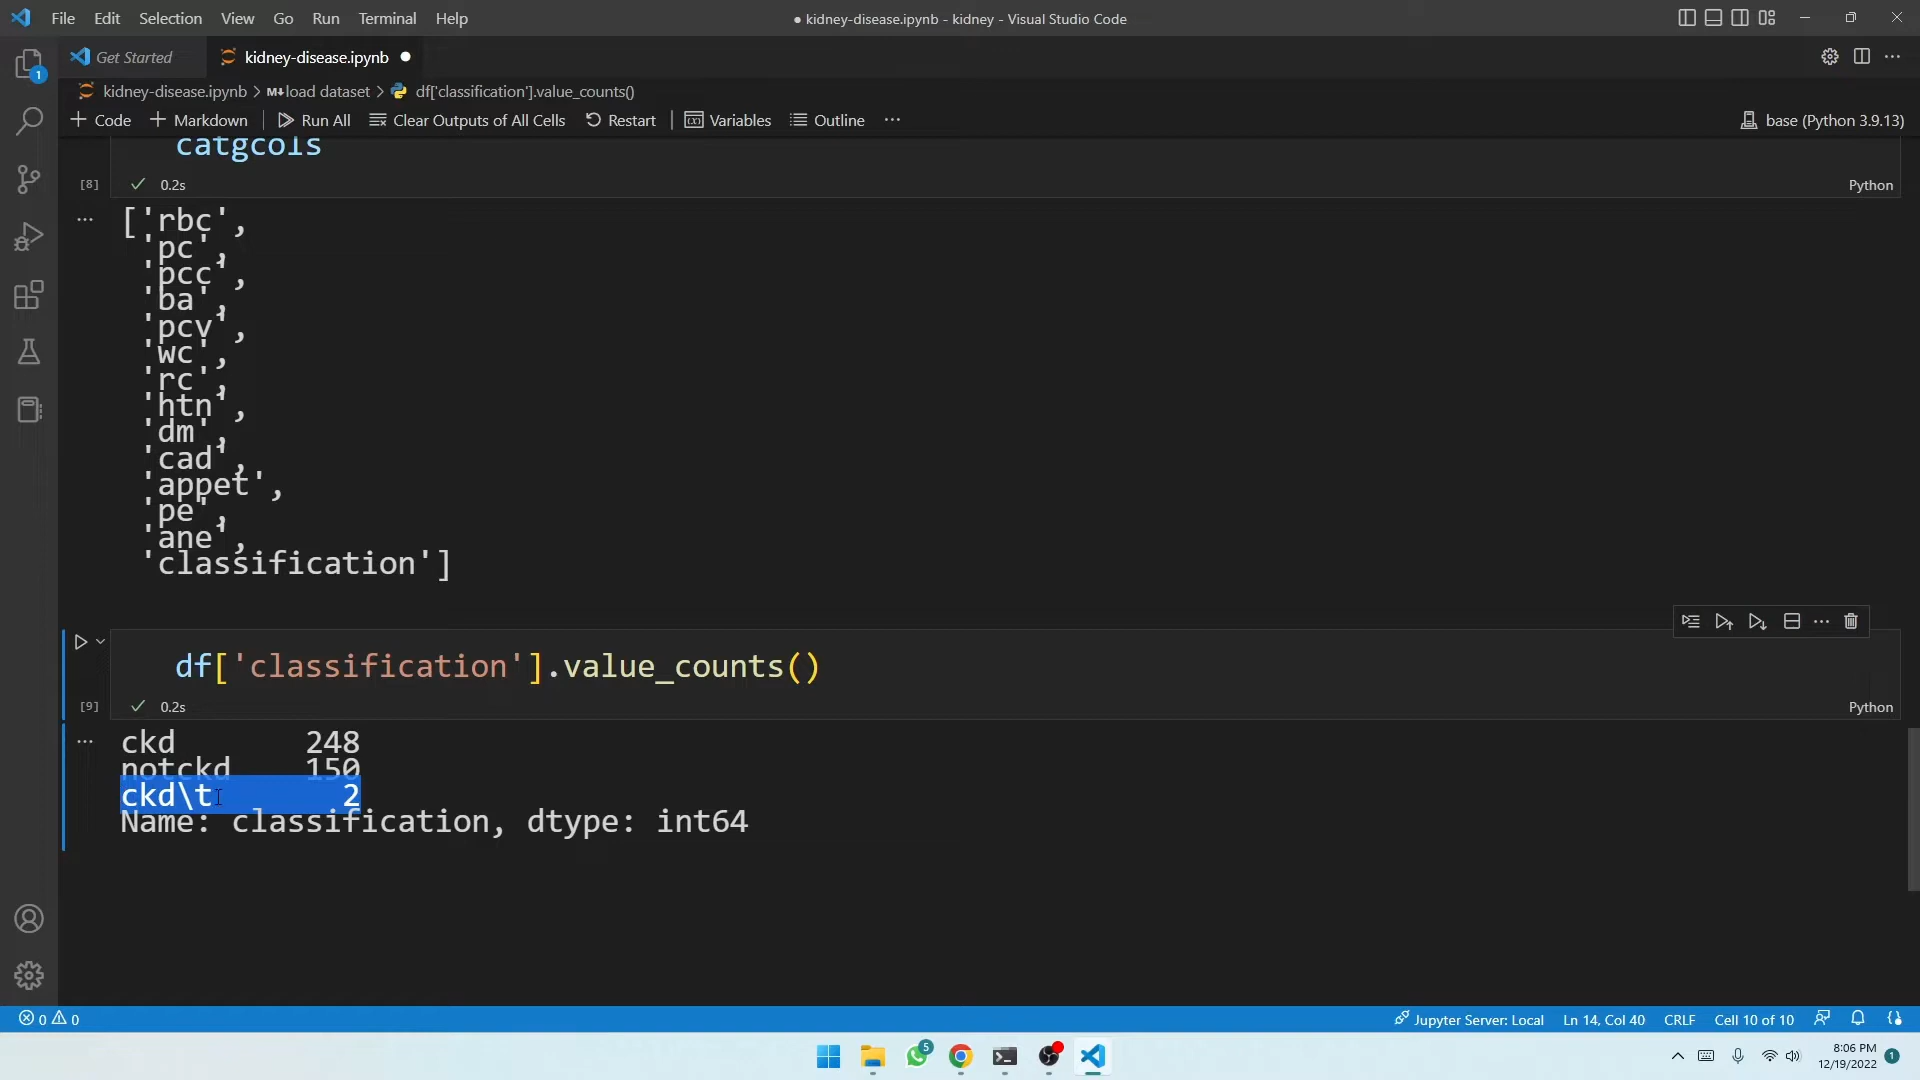 File Edit Selection View Go Run Terminal Help
● kidney-disease.ipynb - kidney - Visual Studio Code
Get Started
kidney-disease.ipynb
1
kidney-disease.ipynb > M↓load dataset > df['classification'].value_counts()
+ Code + Markdown Run All Clear Outputs of All Cells Restart Variables Outline ...
base (Python 3.9.13)
catgcols
[8] 0.2s
Python
['rbc',
'pc',
'pcc',
'ba',
'pcv',
'wc',
'rc',
'htn',
'dm',
'cad',
'appet',
'pe',
'ane',
'classification']
df['classification'].value_counts()
[9] 0.2s
Python
ckd 248
notckd 150
ckd\t 2
Name: classification, dtype: int64
0 0
Jupyter Server: Local Ln 14, Col 40 CRLF Cell 10 of 10
5
8:06 PM
12/19/2022
1